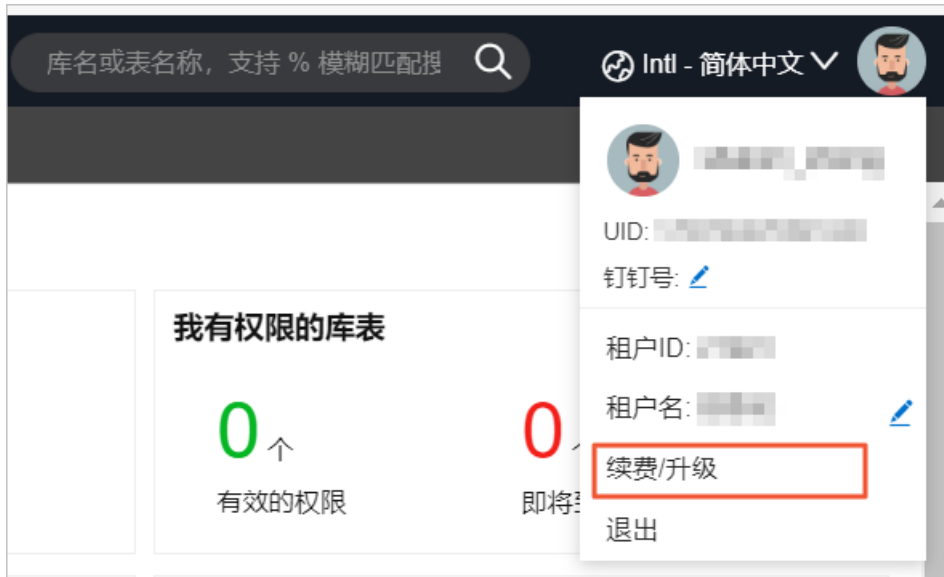 库名或表名称，支持 % 模糊匹配搜
Intl - 简体中文
UID:
钉钉号:
我有权限的库表
租户ID:
租户名:
0 个
0
续费/升级
有效的权限
即将
退出